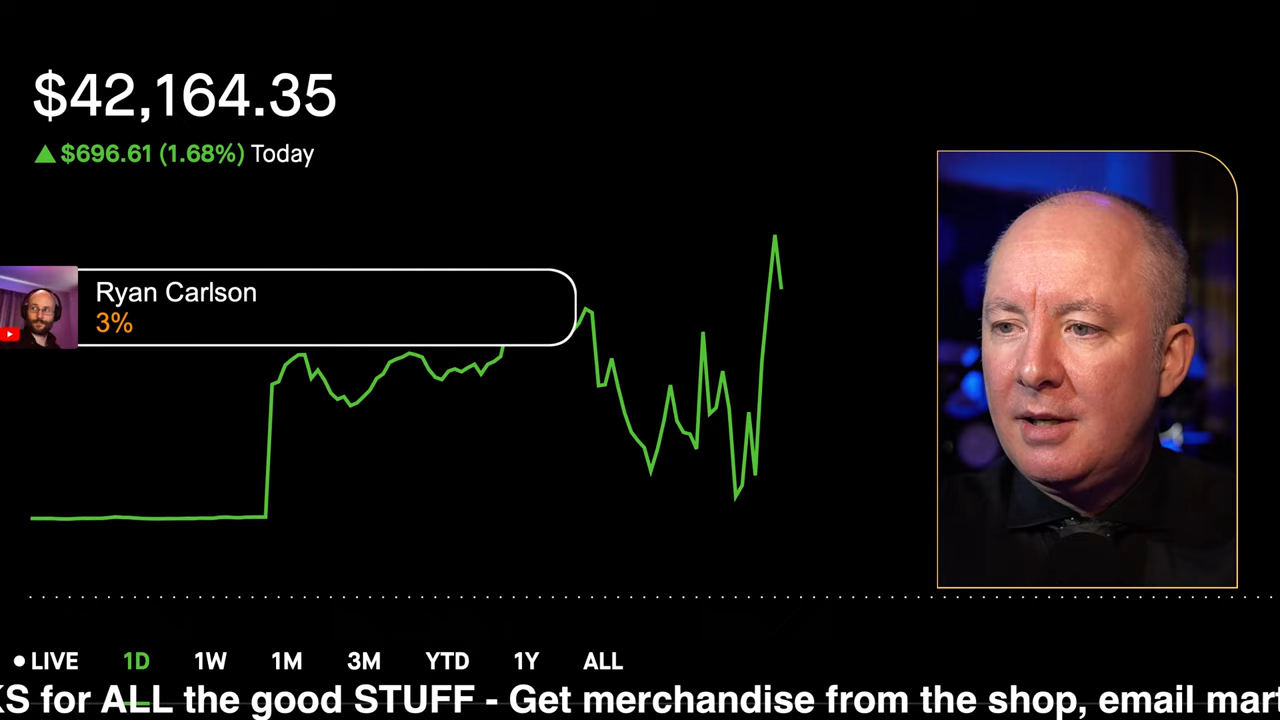 $42,164.35
▲$696.61 (1.68%) Today
Ryan Carlson
3%
LIVE 1D 1W 1M 3M YTD 1Y ALL
KS for ALL the good STUFF - Get merchandise from the shop, email mart